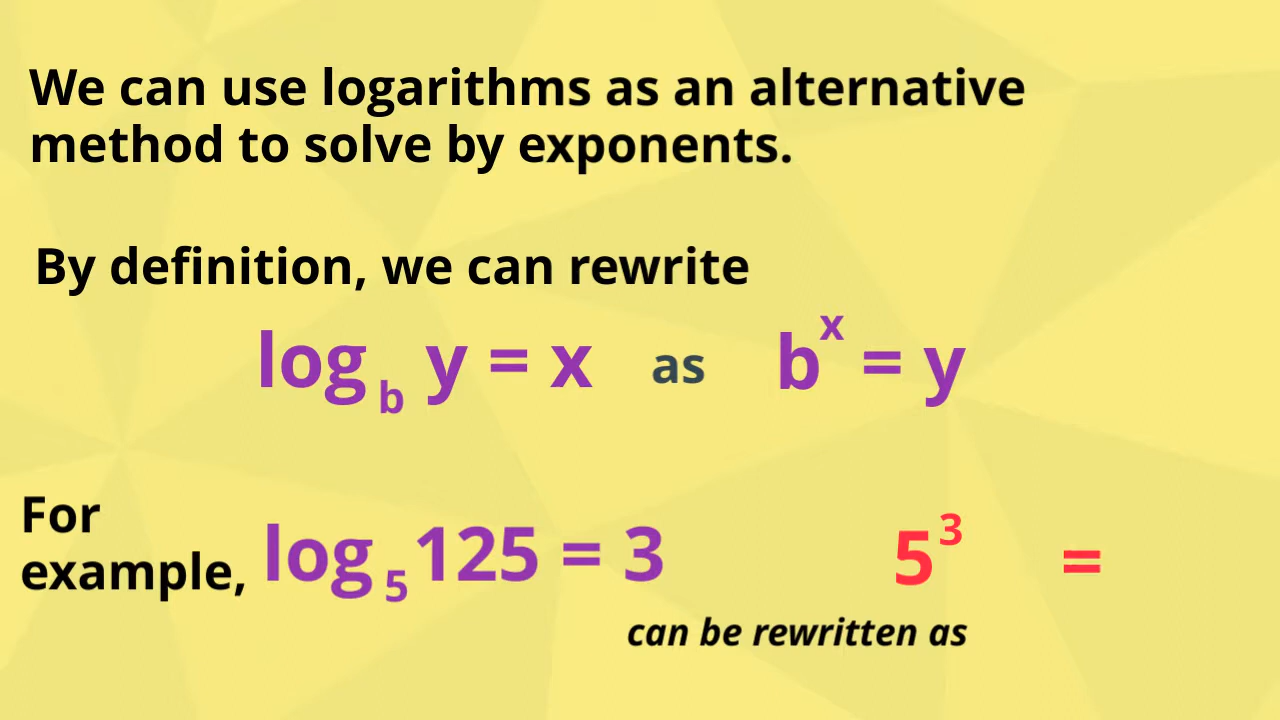 We can use logarithms as an alternative
method to solve by exponents.
By definition, we can rewrite
log b y = x as b^x = y
For
example, log 5 125 = 3 5^3 =
can be rewritten as